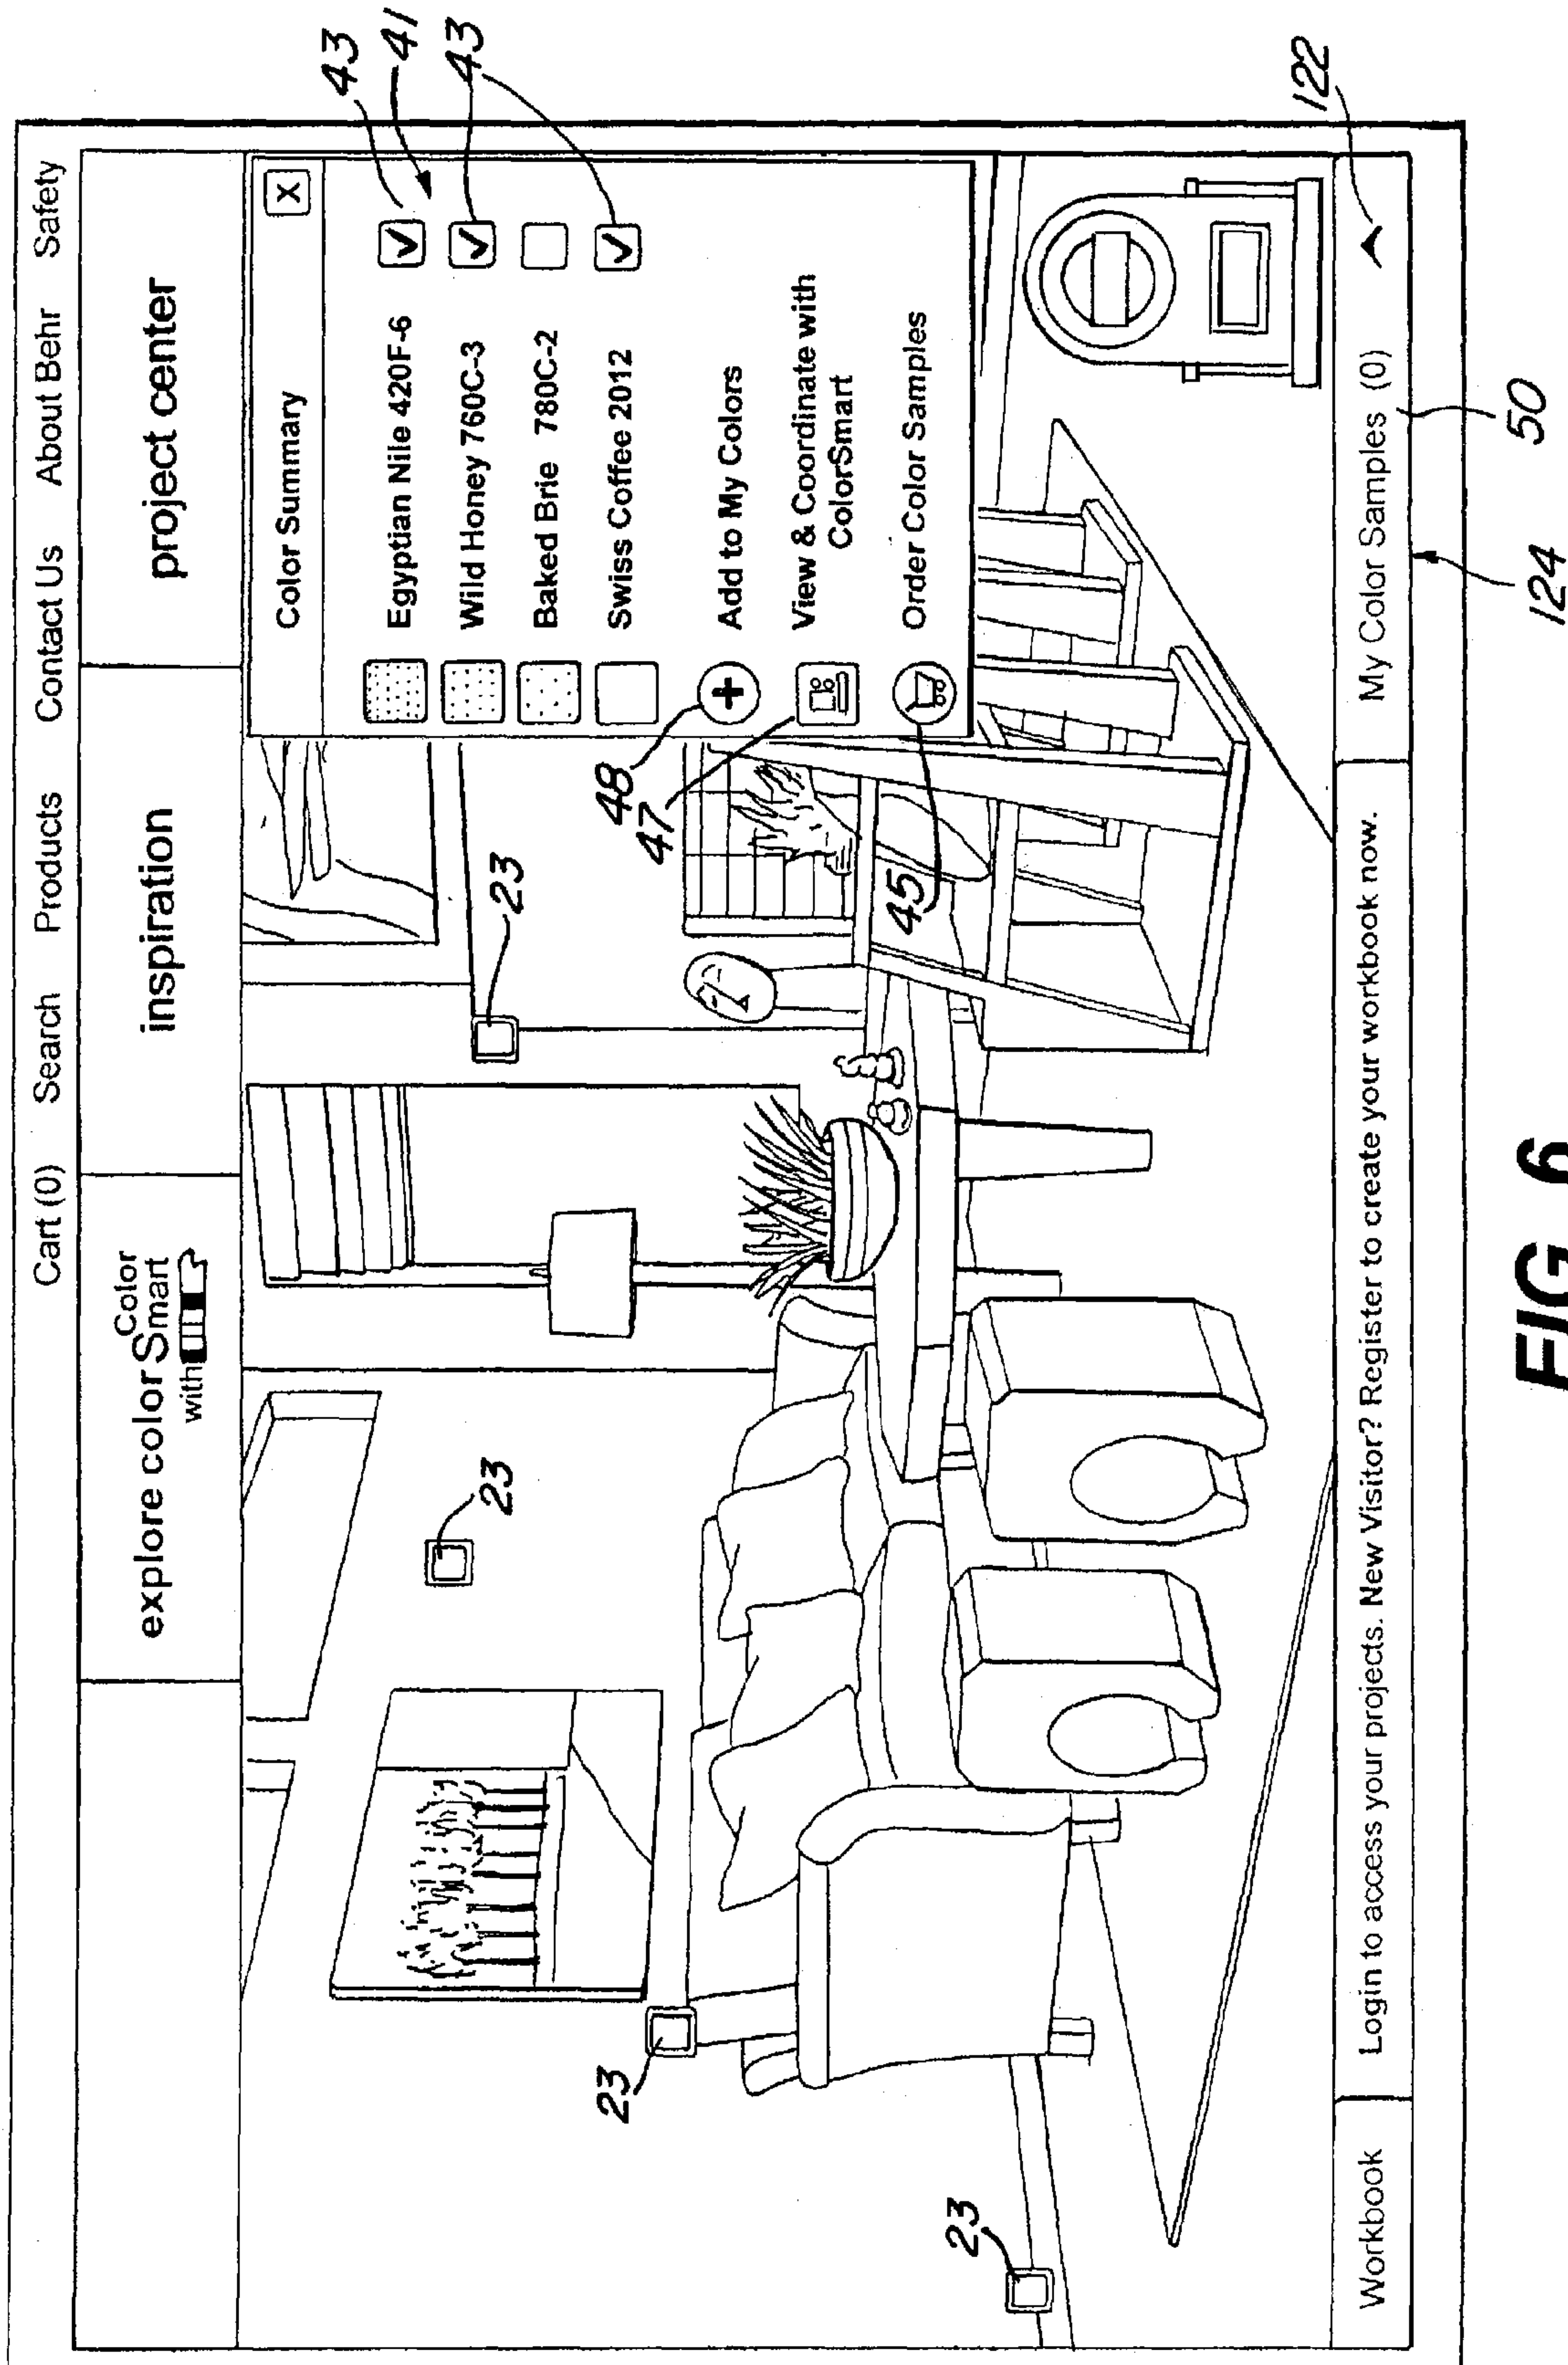 Cart (0) Search Products Contact Us About Behr Safety
explore color with Color Smart
inspiration
project center
Color Summary X
Egyptian Nile 420F-6
Wild Honey 760C-3
Baked Brie 780C-2
Swiss Coffee 2012
Add to My Colors
View & Coordinate with
ColorSmart
Order Color Samples
43
41
43
48
47
45
23
23
23
23
Workbook
Login to access your projects. New Visitor? Register to create your workbook now.
My Color Samples (0)
122
50
124
FIG. 6